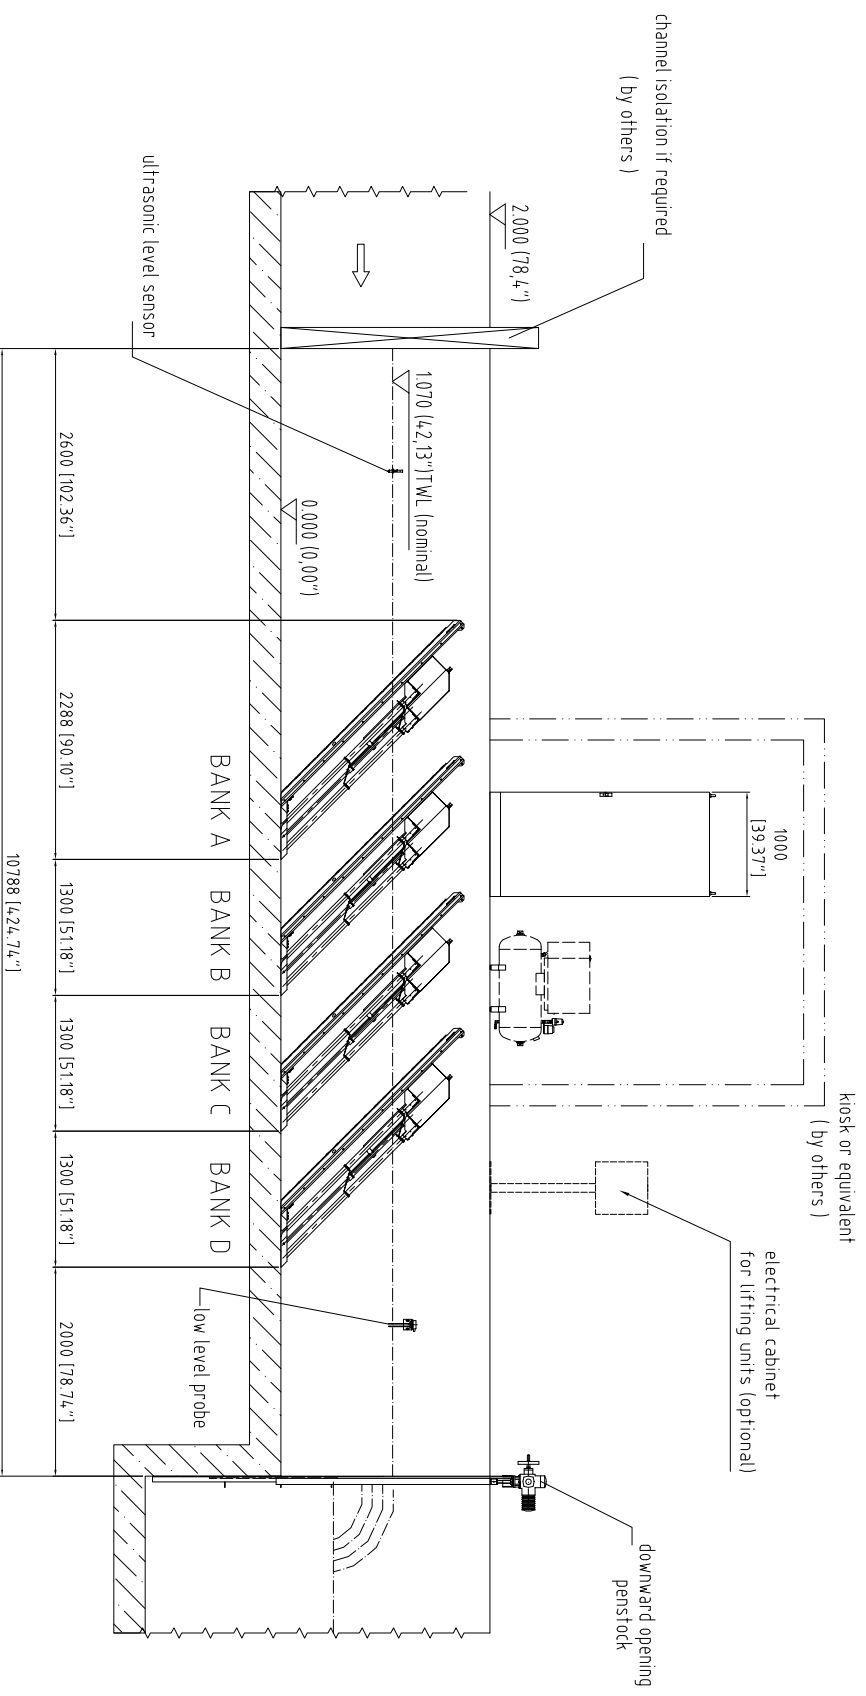 channel isolation if required
( by others )
2.000 (78,4")
ultrasonic level sensor
1.070 (42,13")TWL (nominal)
0.000 (0,00")
kiosk or equivalent
( by others )
1000
[39.37"]
electrical cabinet
for lifting units (optional)
downward opening
penstock
low level probe
BANK A
BANK B
BANK C
BANK D
2600 [102.36"]
2288 [90.10"]
1300 [51.18"]
1300 [51.18"]
1300 [51.18"]
2000 [78.74"]
10788 [424.74"]